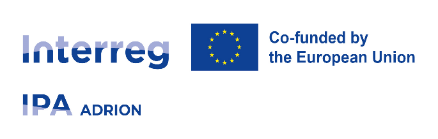 Interreg
Co-funded by
the European Union
IPA ADRION